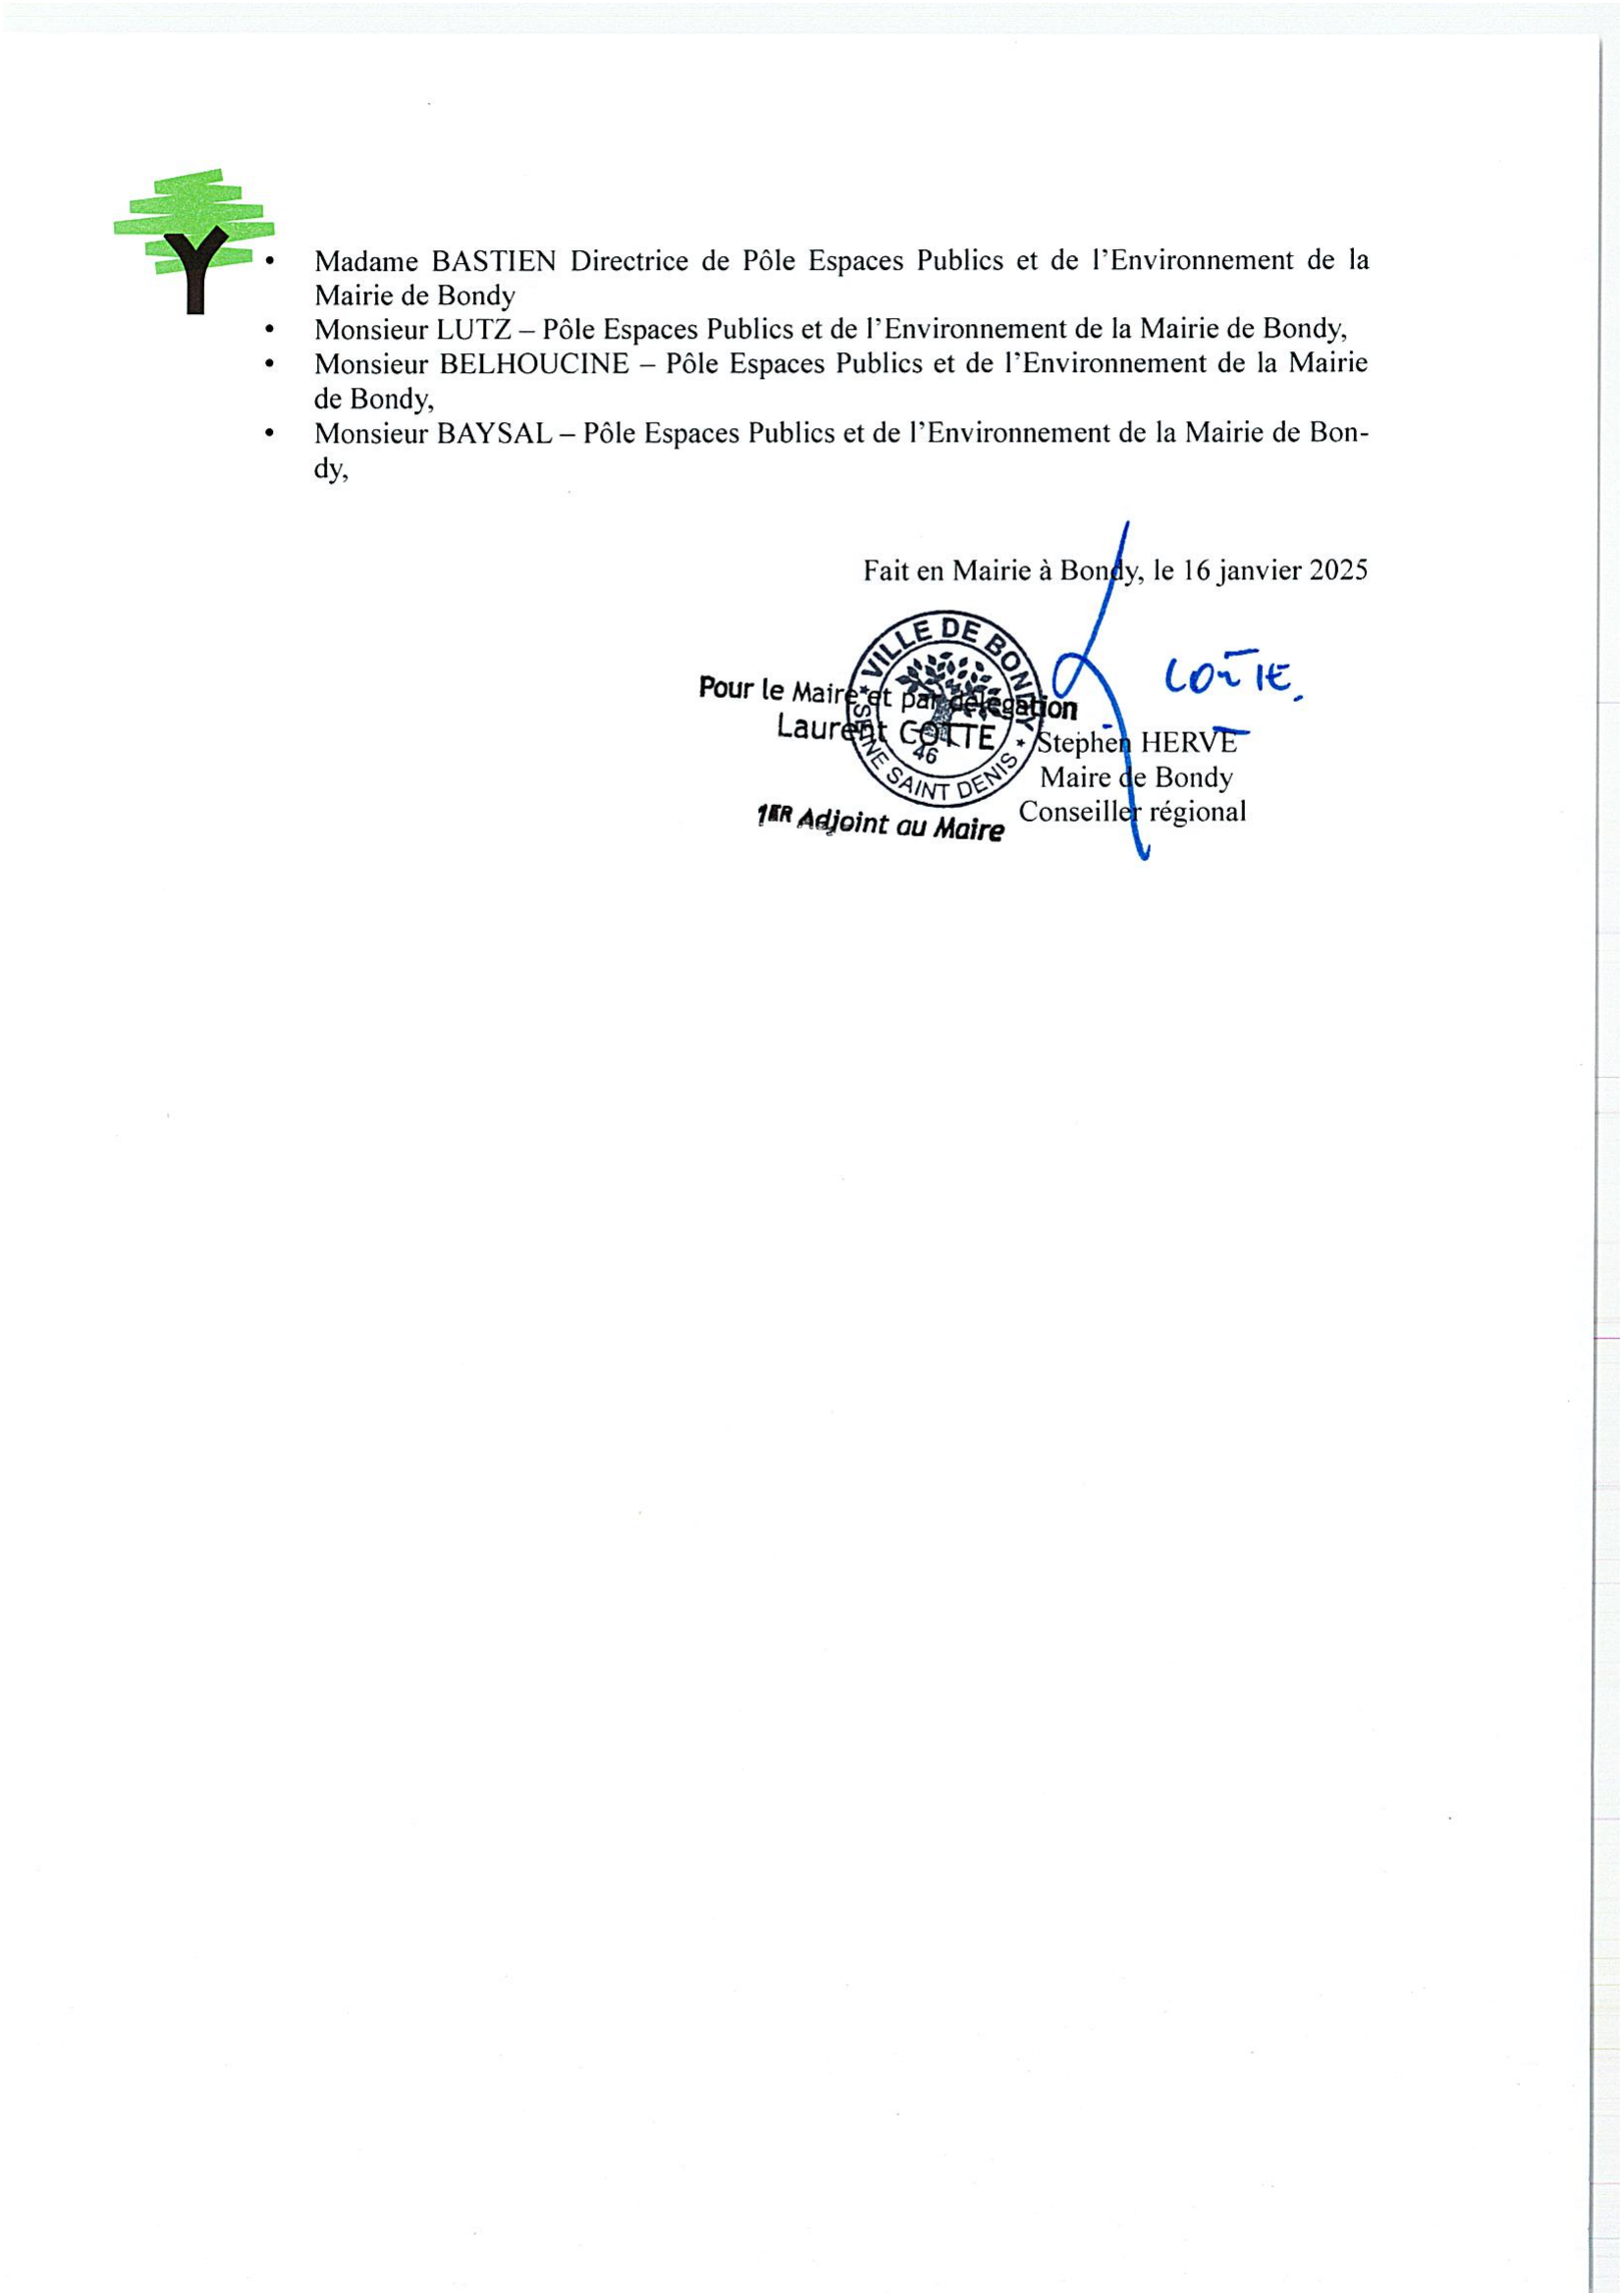 • Madame BASTIEN Directrice de Pôle Espaces Publics et de l’Environnement de la
Mairie de Bondy
• Monsieur LUTZ – Pôle Espaces Publics et de l’Environnement de la Mairie de Bondy,
• Monsieur BELHOUCINE – Pôle Espaces Publics et de l’Environnement de la Mairie
de Bondy,
• Monsieur BAYSAL – Pôle Espaces Publics et de l’Environnement de la Mairie de Bon-
dy,
Fait en Mairie à Bondy, le 16 janvier 2025
VILLE DE BONDY
SEINE SAINT DENIS
46
Pour le Maire et par délégation
Laurent COTTE
1ER Adjoint au Maire
COTTE.
Stephen HERVE
Maire de Bondy
Conseiller régional